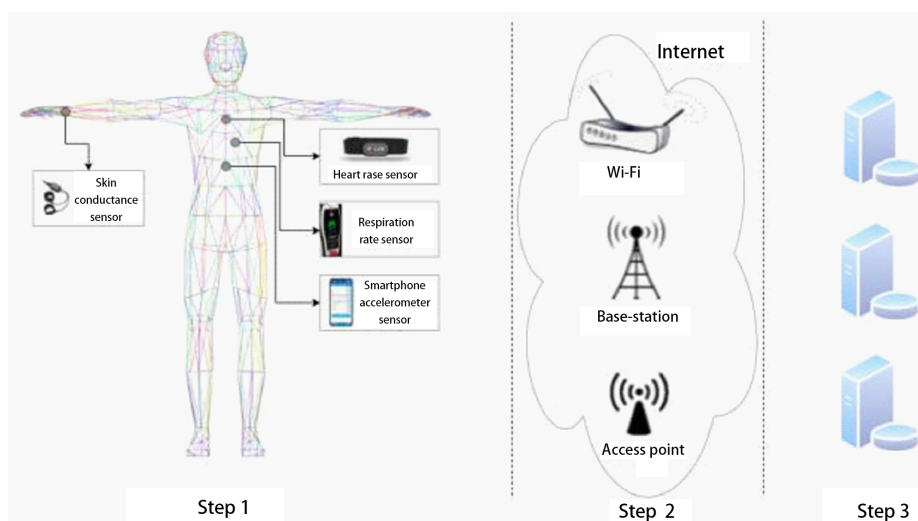 Internet
Skin
conductance
sensor
Heart rase sensor
Respiration
rate sensor
Smartphone
accelerometer
sensor
Wi-Fi
Base-station
Access point
Step 1
Step 2
Step 3